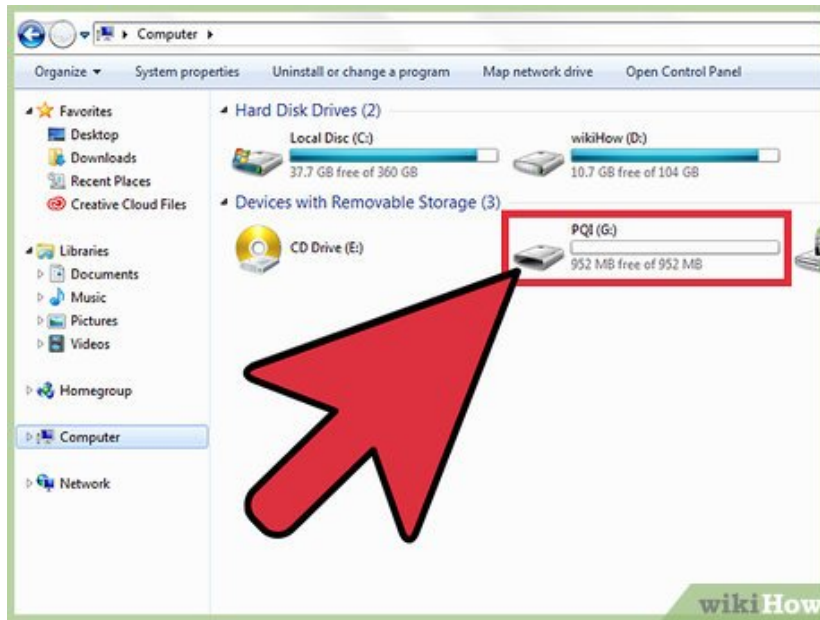 Computer
Organize
System properties
Uninstall or change a program
Map network drive
Open Control Panel
Favorites
Desktop
Downloads
Recent Places
Creative Cloud Files
Libraries
Documents
Music
Pictures
Videos
Homegroup
Computer
Network
Hard Disk Drives (2)
Local Disc (C:)
37.7 GB free of 360 GB
wikiHow (D:)
10.7 GB free of 104 GB
Devices with Removable Storage (3)
CD Drive (E:)
PQI (G:)
952 MB free of 952 MB
wikiHow